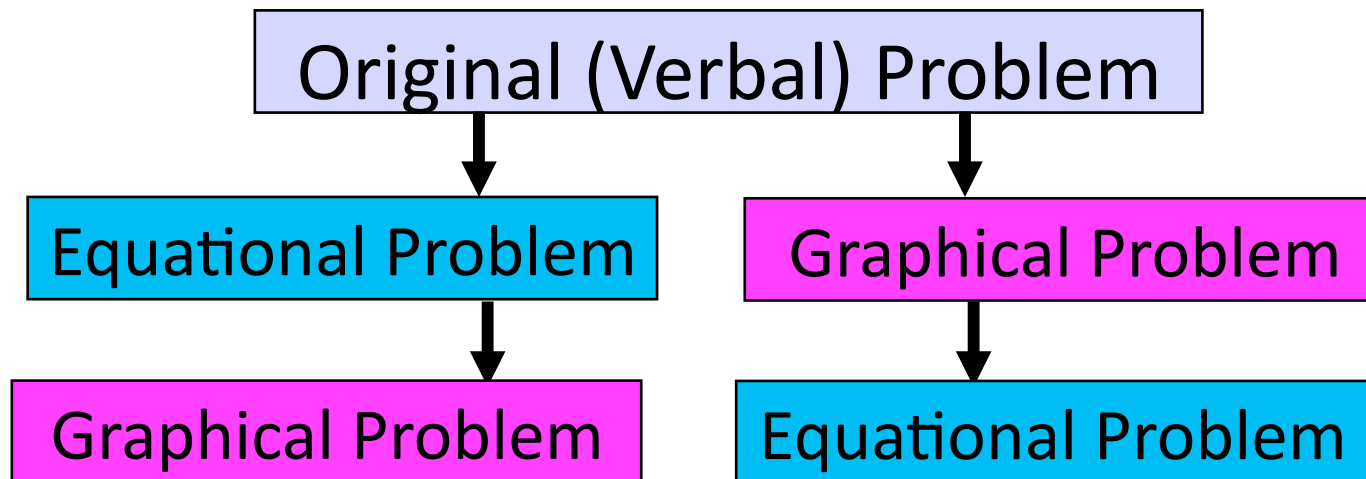 Original (Verbal) Problem
Equational Problem
Graphical Problem
Graphical Problem
Equational Problem